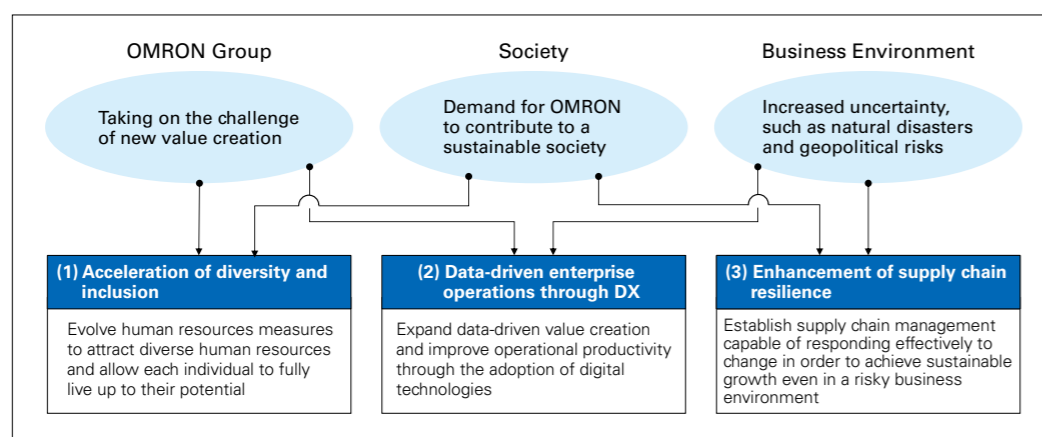 OMRON Group
Society
Business Environment
Taking on the challenge
of new value creation
Demand for OMRON
to contribute to a
sustainable society
Increased uncertainty,
such as natural disasters
and geopolitical risks
(1) Acceleration of diversity and
inclusion
Evolve human resources measures
to attract diverse human resources
and allow each individual to fully
live up to their potential
(2) Data-driven enterprise
operations through DX
Expand data-driven value creation
and improve operational productivity
through the adoption of digital
technologies
(3) Enhancement of supply chain
resilience
Establish supply chain management
capable of responding effectively to
change in order to achieve sustainable
growth even in a risky business
environment